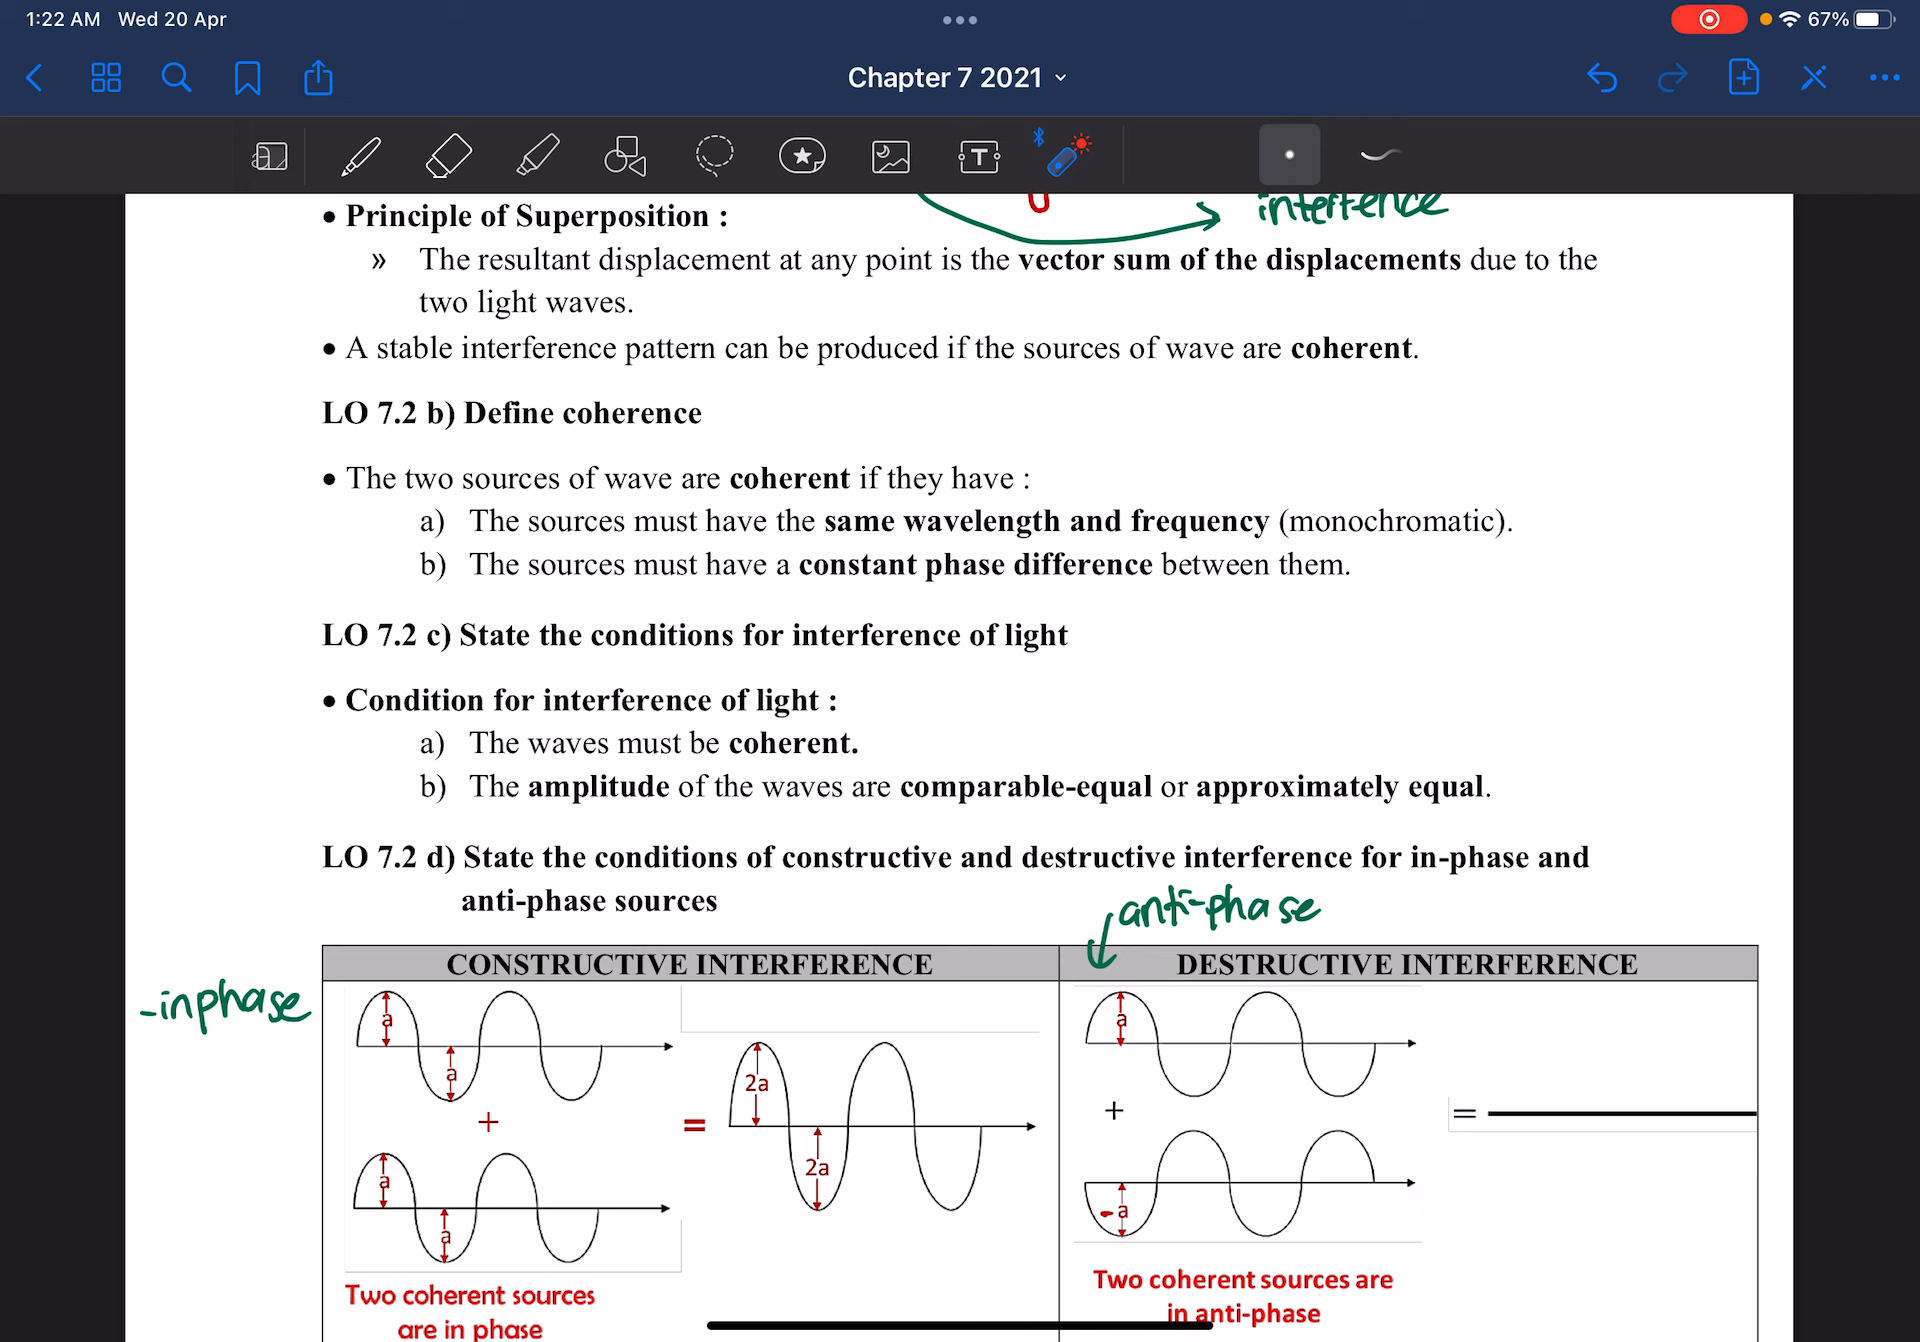 1:22 AM Wed 20 Apr
67%
Chapter 7 2021
interfence
• Principle of Superposition :
» The resultant displacement at any point is the vector sum of the displacements due to the
two light waves.
• A stable interference pattern can be produced if the sources of wave are coherent.
LO 7.2 b) Define coherence
• The two sources of wave are coherent if they have :
a) The sources must have the same wavelength and frequency (monochromatic).
b) The sources must have a constant phase difference between them.
LO 7.2 c) State the conditions for interference of light
• Condition for interference of light :
a) The waves must be coherent.
b) The amplitude of the waves are comparable-equal or approximately equal.
LO 7.2 d) State the conditions of constructive and destructive interference for in-phase and
anti-phase sources
anti-phase
CONSTRUCTIVE INTERFERENCE
DESTRUCTIVE INTERFERENCE
-inphase
a
a
+
a
a
=
2a
2a
Two coherent sources
are in phase
a
+
-a
=
Two coherent sources are
in anti-phase